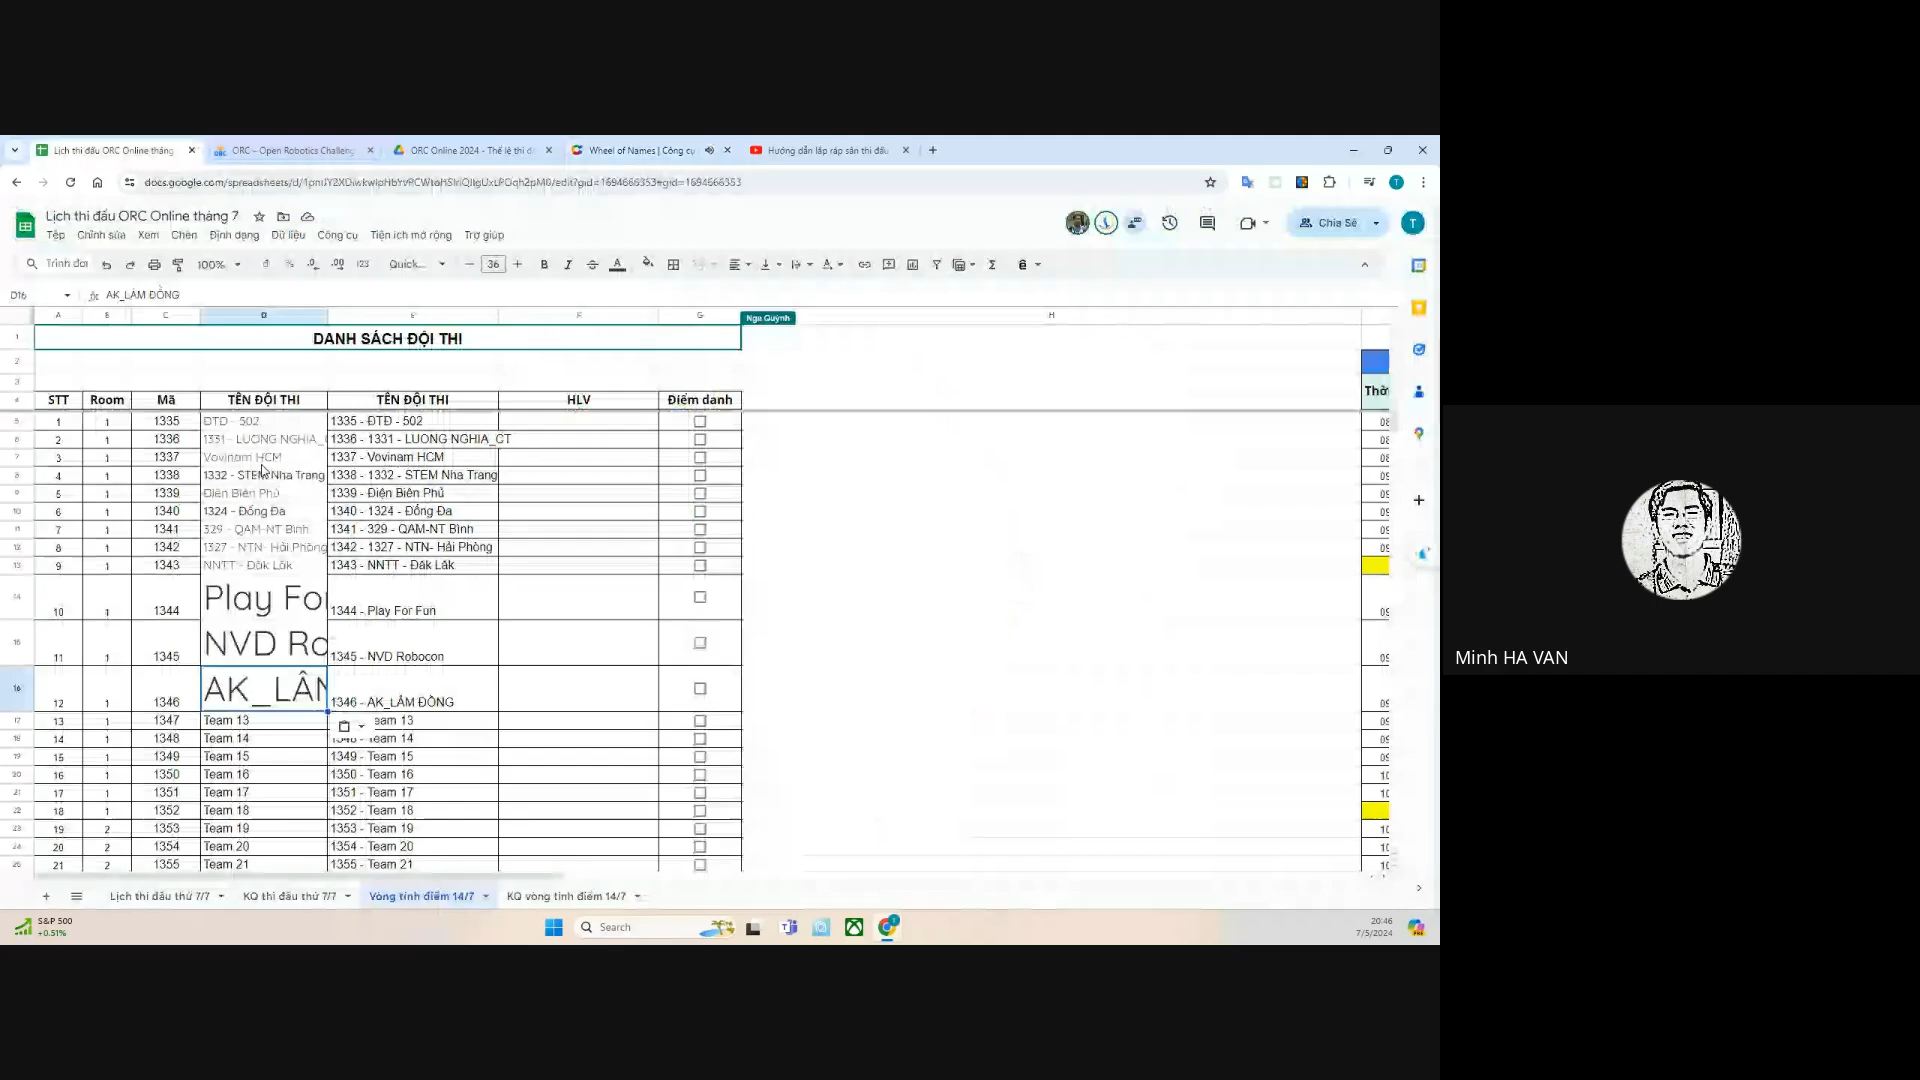 Lịch thi đấu ORC Online tháng
ORC – Open Robotics Challeng
ORC Online 2024 - Thể lệ thi đ
Wheel of Names | Công cụ
Hướng dẫn lắp ráp sân thi đấu
Lịch thi đấu ORC Online tháng 7
Tệp Chỉnh sửa Xem Chèn Định dạng Dữ liệu Công cụ Tiện ích mở rộng Trợ giúp
Chia Sẻ
T
100% 123 Quick... 36
D16 AK_LÂM ĐỒNG
A B C D E F G H
Nga Quỳnh
DANH SÁCH ĐỘI THI
STT Room Mã TÊN ĐỘI THI TÊN ĐỘI THI HLV Điểm danh
1 1 1335 ĐTĐ - 502 1335 - ĐTĐ - 502
2 1 1336 1331 - LUONG NGHIA_ 1336 - 1331 - LUONG NGHIA_CT
3 1 1337 Vovinam HCM 1337 - Vovinam HCM
4 1 1338 1332 - STEM Nha Trang 1338 - 1332 - STEM Nha Trang
5 1 1339 Điện Biên Phủ 1339 - Điện Biên Phủ
6 1 1340 1324 - Đống Đa 1340 - 1324 - Đống Đa
7 1 1341 329 - QAM-NT Bình 1341 - 329 - QAM-NT Bình
8 1 1342 1327 - NTN- Hải Phòng 1342 - 1327 - NTN- Hải Phòng
9 1 1343 NNTT - Đăk Lăk 1343 - NNTT - Đăk Lăk
10 1 1344 Play For 1344 - Play For Fun
11 1 1345 NVD Ro 1345 - NVD Robocon
12 1 1346 AK_LÂM 1346 - AK_LÂM ĐỒNG
13 1 1347 Team 13 eam 13
14 1 1348 Team 14 Team 14
15 1 1349 Team 15 1349 - Team 15
16 1 1350 Team 16 1350 - Team 16
17 1 1351 Team 17 1351 - Team 17
18 1 1352 Team 18 1352 - Team 18
19 2 1353 Team 19 1353 - Team 19
20 2 1354 Team 20 1354 - Team 20
21 2 1355 Team 21 1355 - Team 21
Lịch thi đấu thứ 7/7 KQ thi đấu thứ 7/7 Vòng tính điểm 14/7 KQ vòng tính điểm 14/7
S&P 500
+0.51%
Search
20:46
7/5/2024
Minh HA VAN